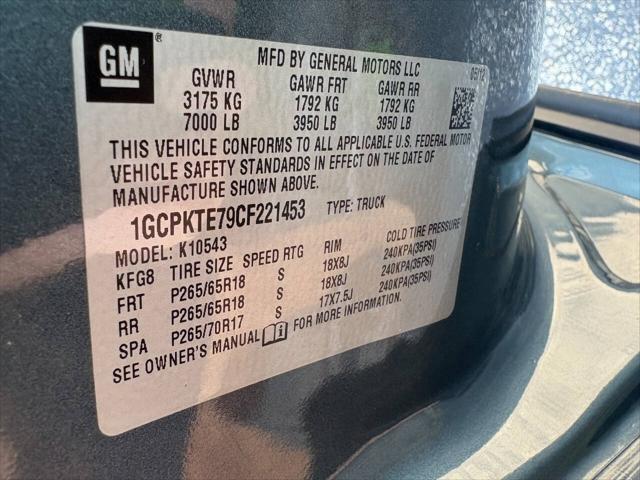 GM ®
MFD BY GENERAL MOTORS LLC
05/12
GVWR GAWR FRT GAWR RR
3175 KG 1792 KG 1792 KG
7000 LB 3950 LB 3950 LB
THIS VEHICLE CONFORMS TO ALL APPLICABLE U.S. FEDERAL MOTOR
VEHICLE SAFETY STANDARDS IN EFFECT ON THE DATE OF
MANUFACTURE SHOWN ABOVE.
1GCPKTE79CF221453 TYPE: TRUCK
MODEL: K10543
KFG8 TIRE SIZE SPEED RTG RIM COLD TIRE PRESSURE
FRT P265/65R18 S 18X8J 240KPA(35PSI)
RR P265/65R18 S 18X8J 240KPA(35PSI)
SPA P265/70R17 S 17X7.5J 240KPA(35PSI)
SEE OWNER'S MANUAL FOR MORE INFORMATION.